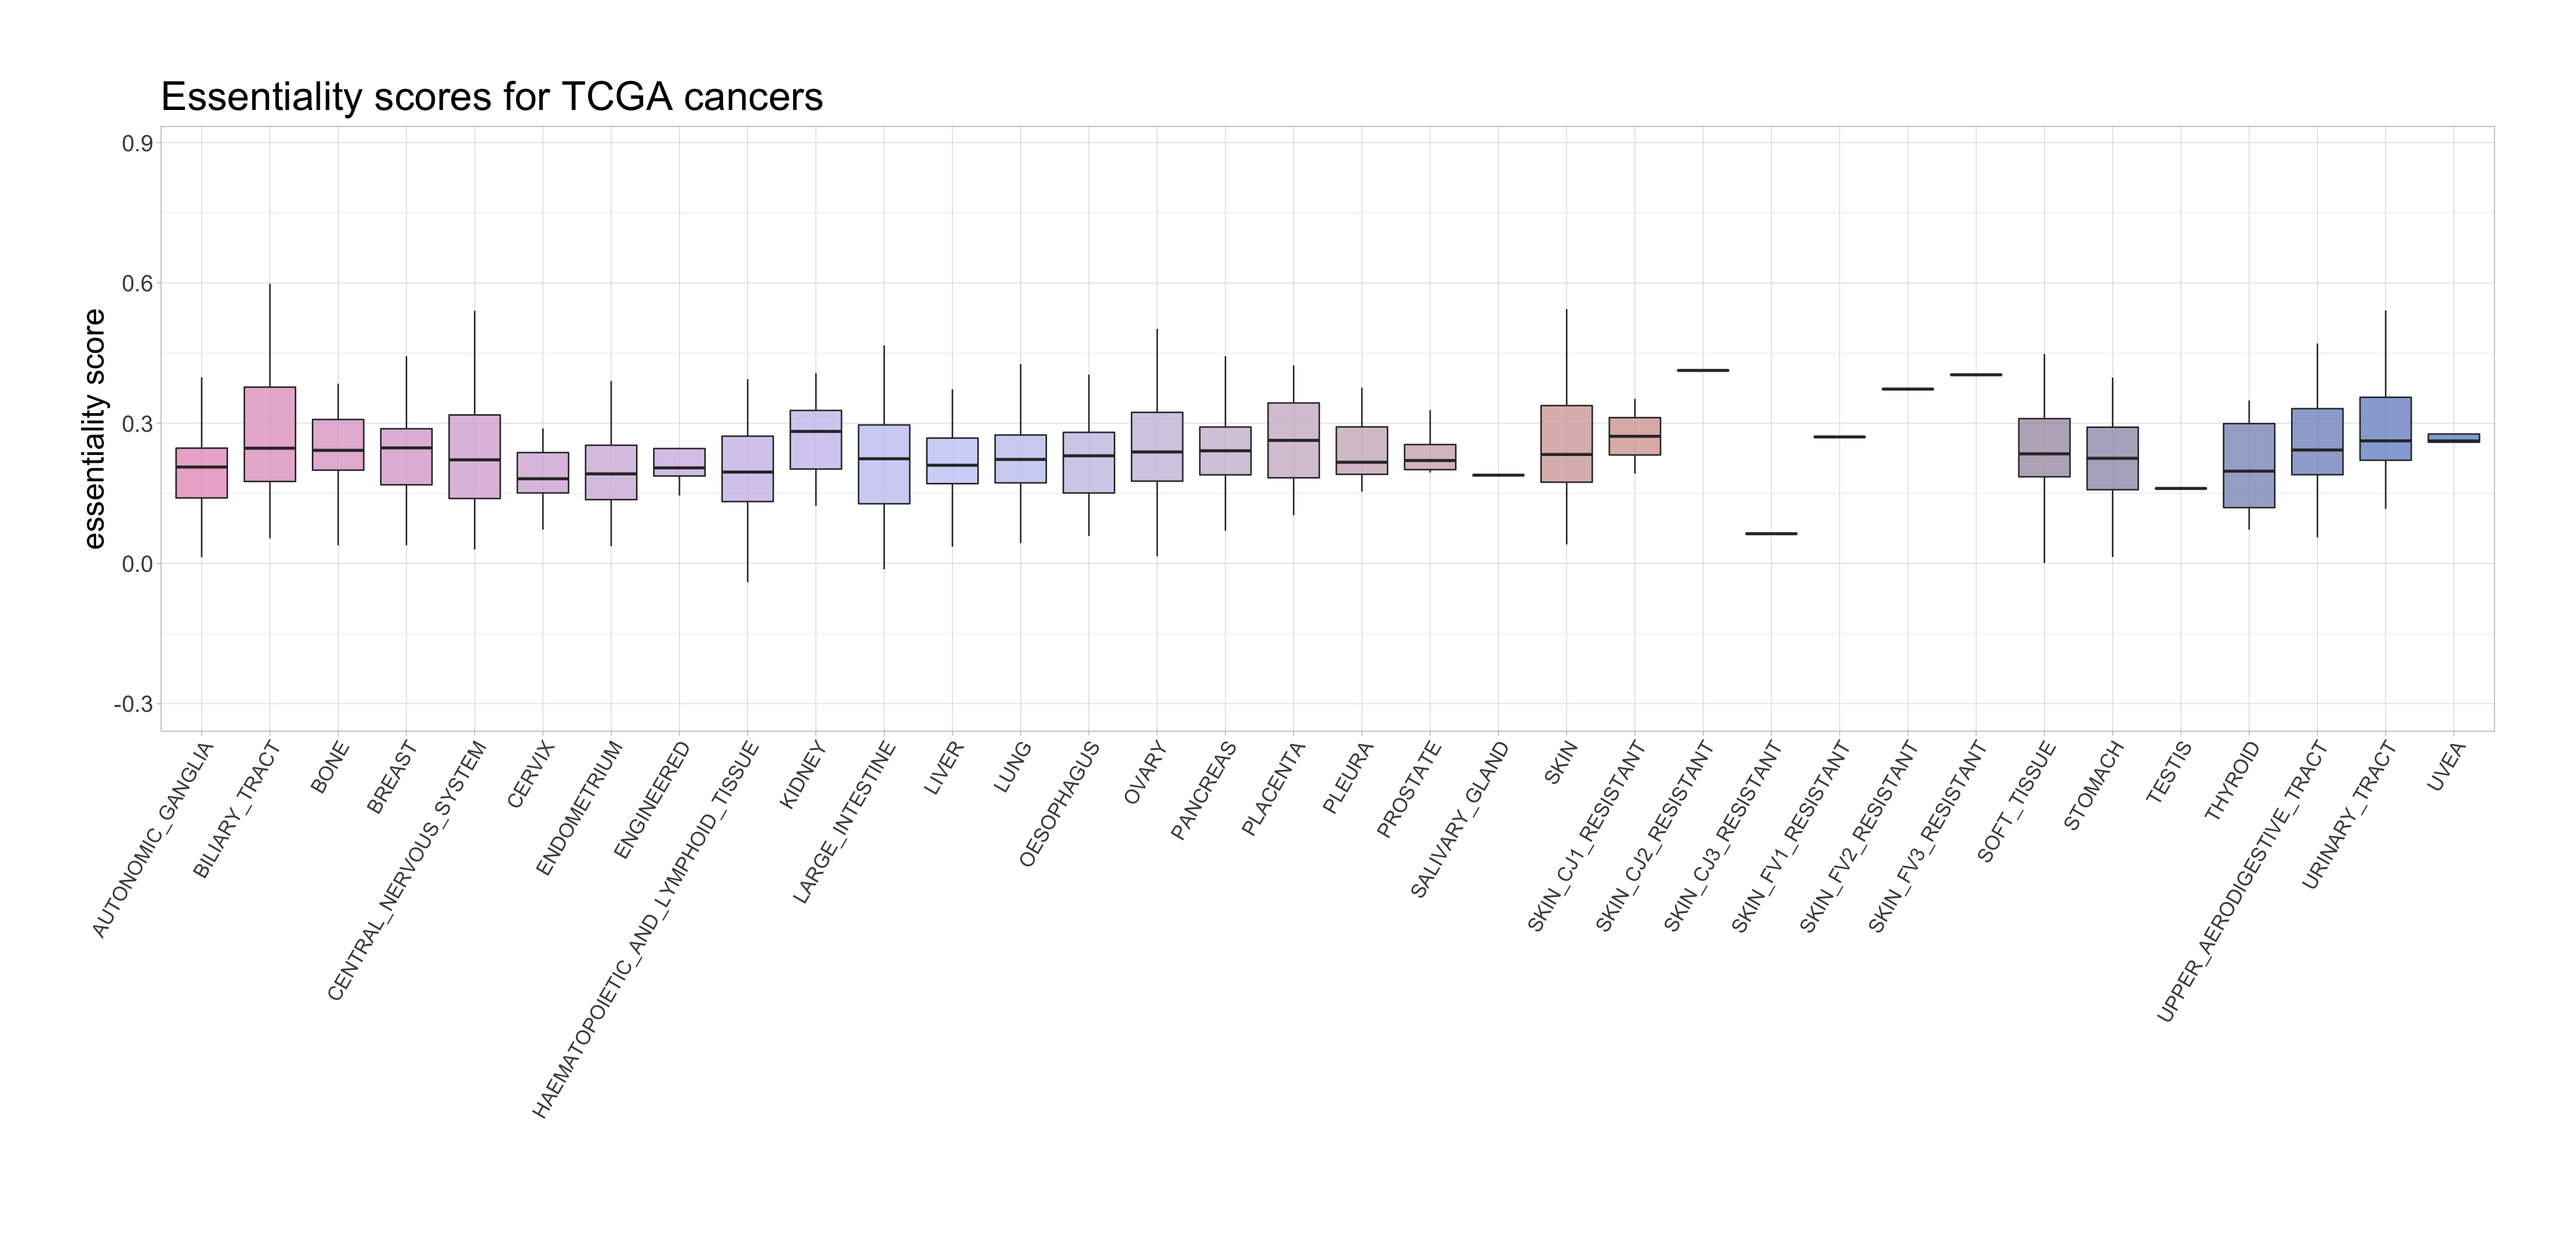 Essentiality scores for TCGA cancers
essentiality score
0.9
0.6
0.3
0.0
-0.3
AUTONOMIC_GANGLIA
BILIARY_TRACT
BONE
BREAST
CENTRAL_NERVOUS_SYSTEM
CERVIX
ENDOMETRIUM
ENGINEERED
HAEMATOPOIETIC_AND_LYMPHOID_TISSUE
KIDNEY
LARGE_INTESTINE
LIVER
LUNG
OESOPHAGUS
OVARY
PANCREAS
PLACENTA
PLEURA
PROSTATE
SALIVARY_GLAND
SKIN
SKIN_CJ1_RESISTANT
SKIN_CJ2_RESISTANT
SKIN_CJ3_RESISTANT
SKIN_FV1_RESISTANT
SKIN_FV2_RESISTANT
SKIN_FV3_RESISTANT
SOFT_TISSUE
STOMACH
TESTIS
THYROID
UPPER_AERODIGESTIVE_TRACT
URINARY_TRACT
UVEA